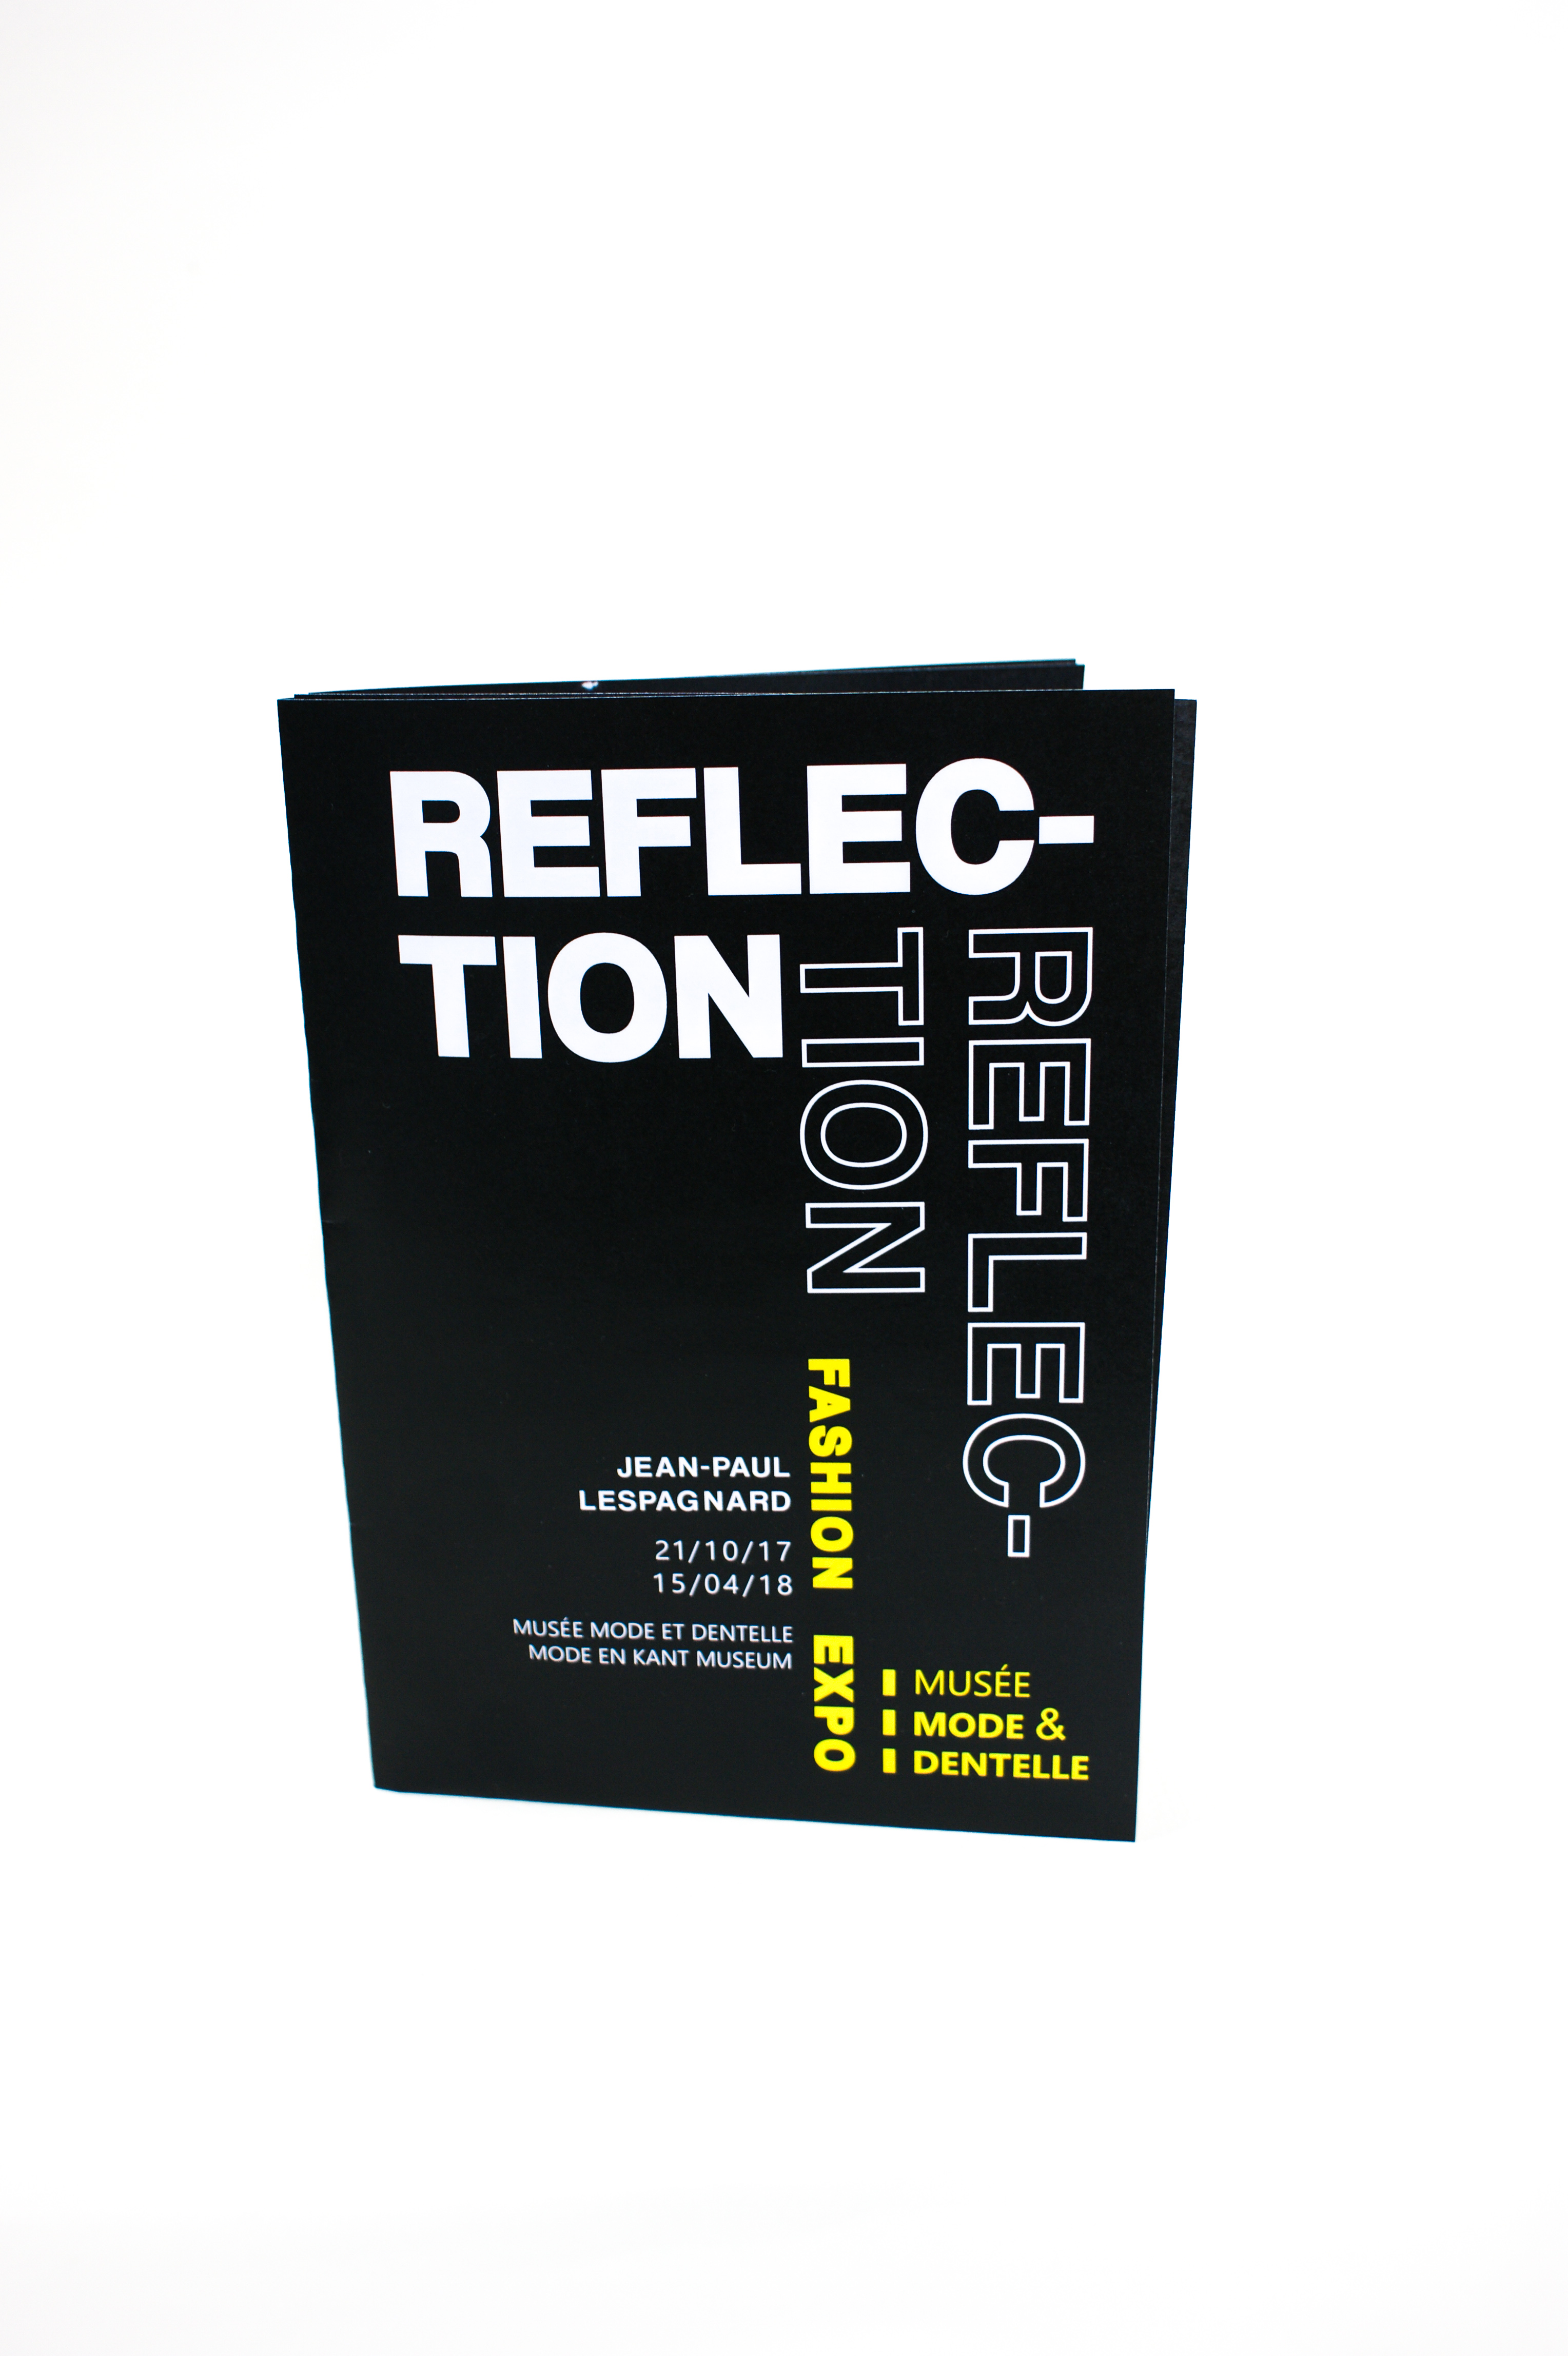 REFLEC-
TION
REFLEC-
TION
FASHION EXPO
JEAN-PAUL
LESPAGNARD
21/10/17
15/04/18
MUSÉE MODE ET DENTELLE
MODE EN KANT MUSEUM
MUSÉE
MODE &
DENTELLE